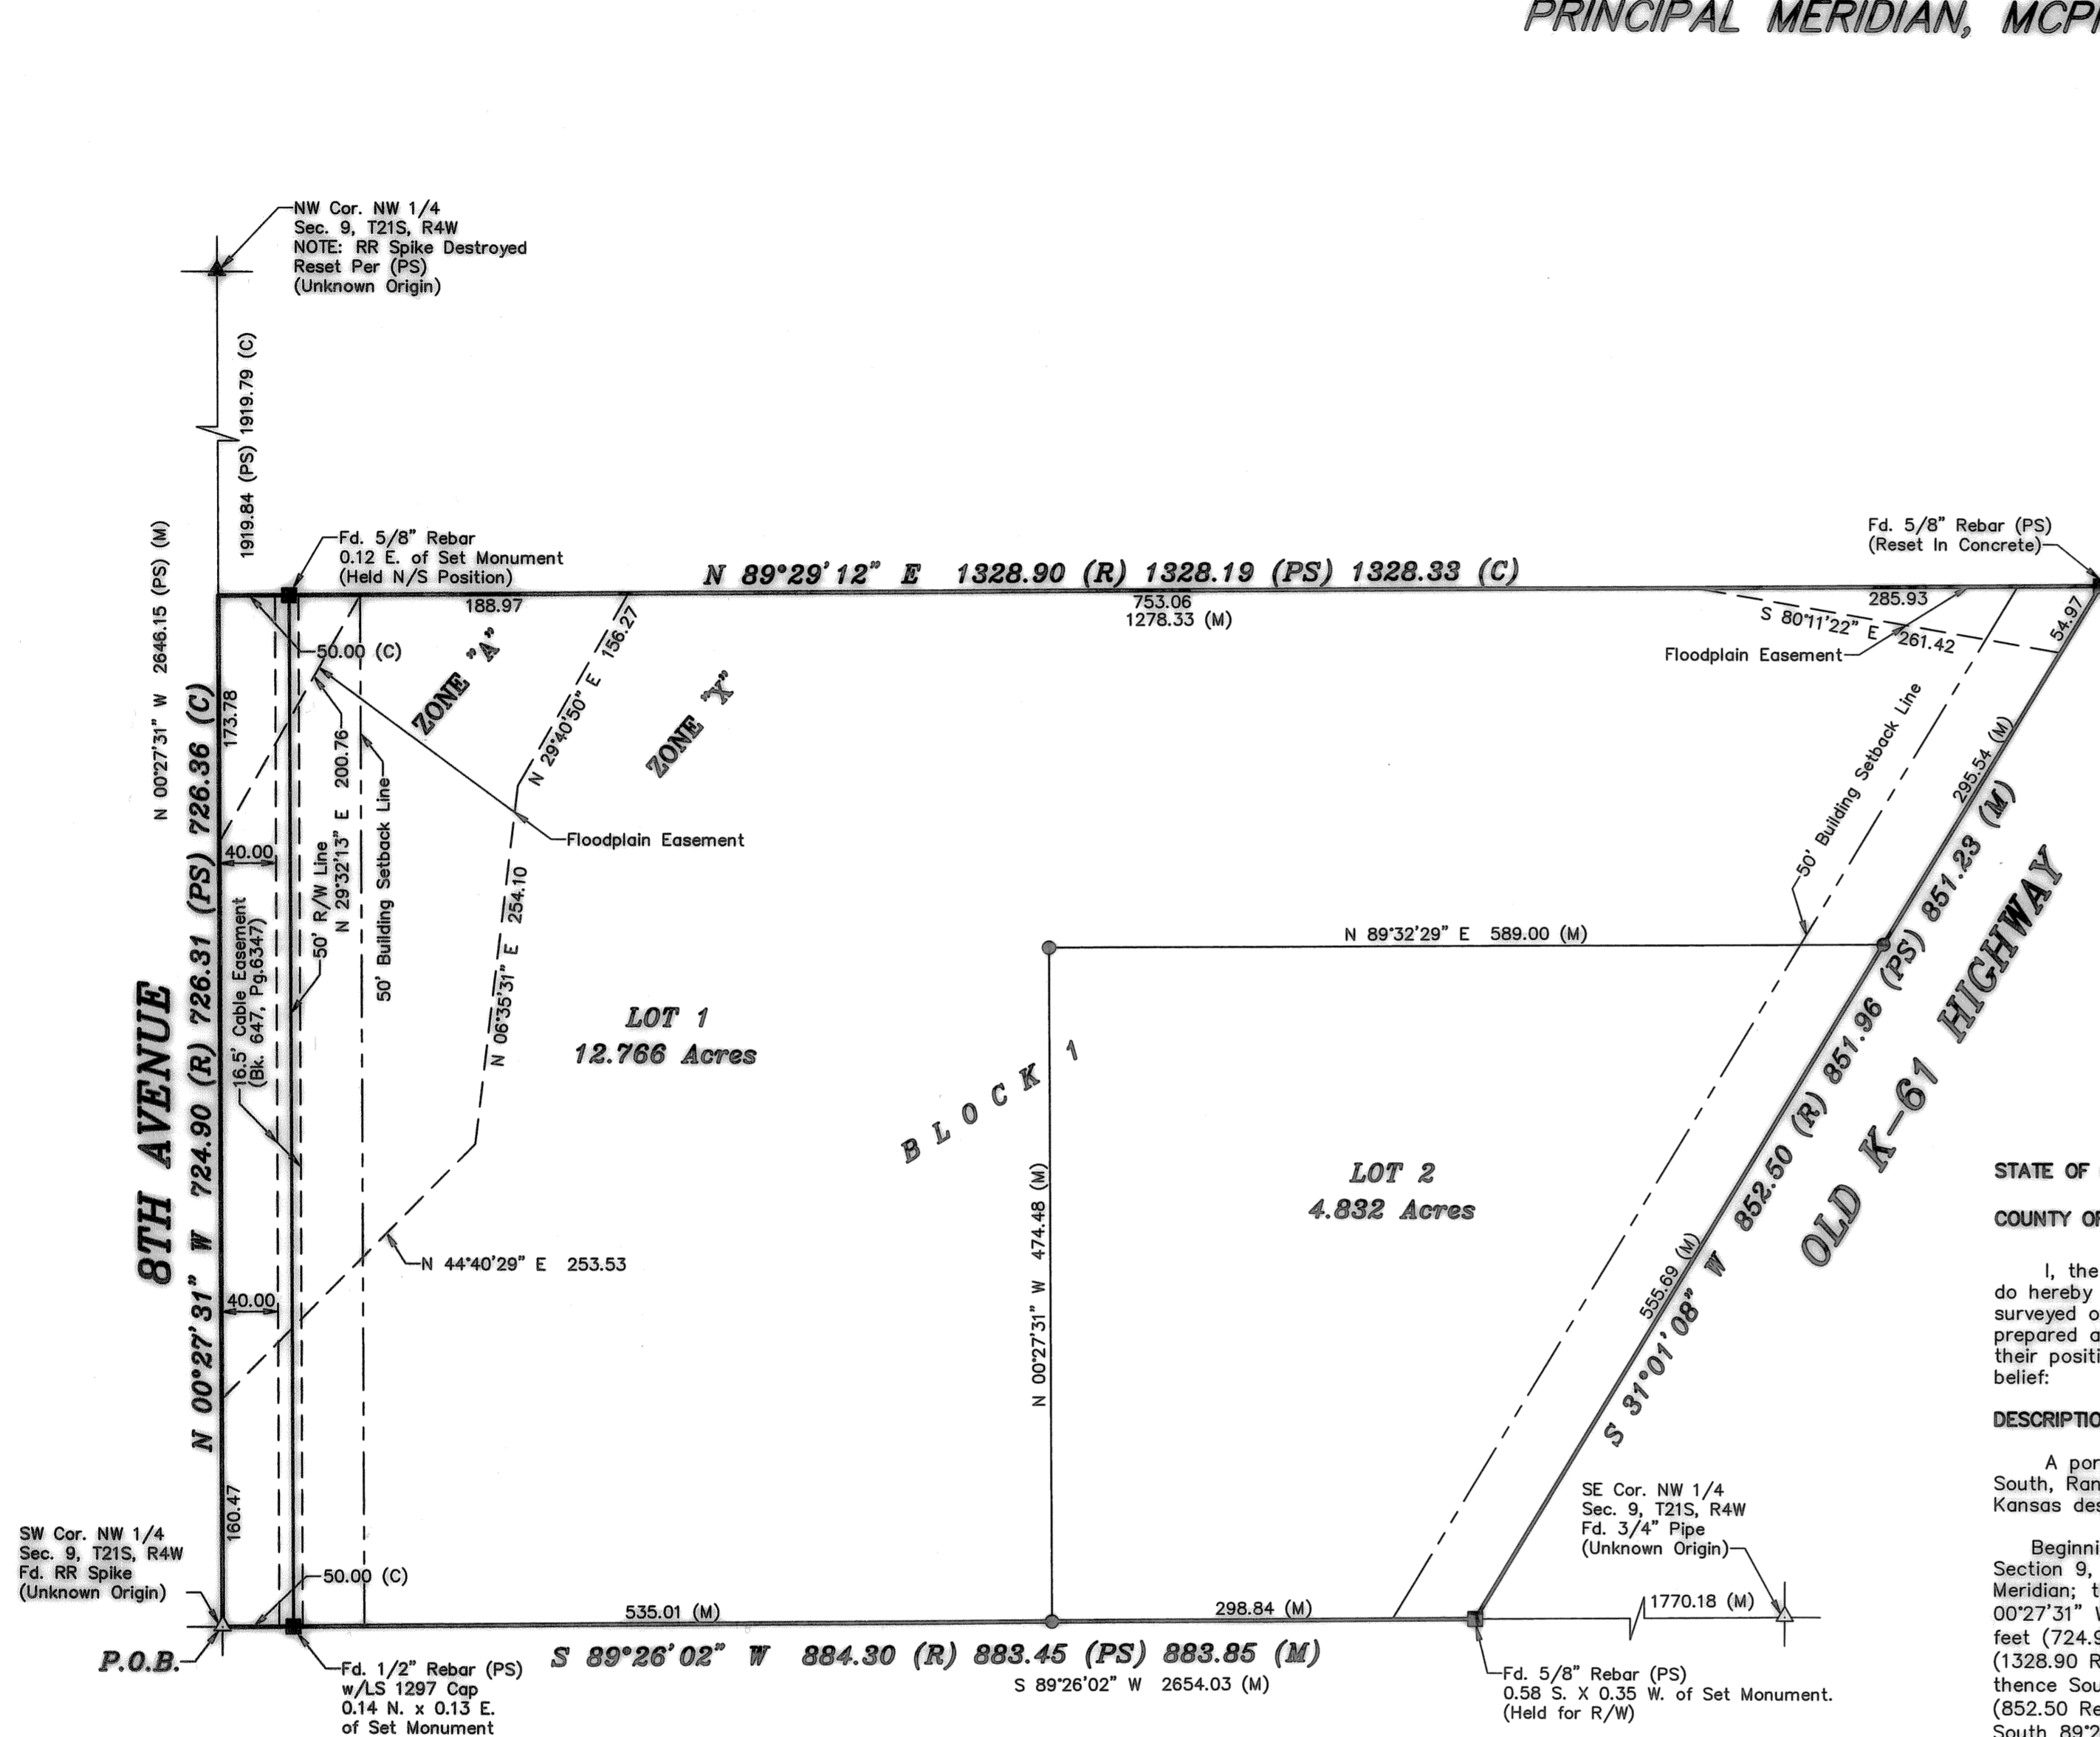 PRINCIPAL MERIDIAN, MCP
NW Cor. NW 1/4
Sec. 9, T21S, R4W
NOTE: RR Spike Destroyed
Reset Per (PS)
(Unknown Origin)
1919.84 (PS) 1919.79 (C)
N 00°27'31" W 2646.15 (PS) (M)
Fd. 5/8" Rebar
0.12 E. of Set Monument
(Held N/S Position)
N 89°29'12" E 1328.90 (R) 1328.19 (PS) 1328.33 (C)
188.97
753.06
1278.33 (M)
285.93
Fd. 5/8" Rebar (PS)
(Reset In Concrete)
S 80°11'22" E 261.42
54.97
Floodplain Easement
50.00 (C)
173.78
ZONE "A"
N 29°40'50" E 156.27
ZONE "X"
50' R/W Line
N 29°32'13" E 200.76
50' Building Setback Line
Floodplain Easement
40.00
16.5' Cable Easement
(Bk. 647, Pg.6347)
N 06°35'31" E 254.10
8TH AVENUE
N 00°27'31" W 724.90 (R) 726.31 (PS) 726.36 (C)
LOT 1
12.766 Acres
BLOCK 1
N 89°32'29" E 589.00 (M)
50' Building Setback Line
295.54 (M)
S 31°01'08" W 852.50 (R) 851.96 (PS) 851.23 (M)
OLD K-61 HIGHWAY
N 00°27'31" W 474.48 (M)
LOT 2
4.832 Acres
555.69 (M)
N 44°40'29" E 253.53
40.00
160.47
SW Cor. NW 1/4
Sec. 9, T21S, R4W
Fd. RR Spike
(Unknown Origin)
P.O.B.
50.00 (C)
Fd. 1/2" Rebar (PS)
w/LS 1297 Cap
0.14 N. x 0.13 E.
of Set Monument
535.01 (M)
298.84 (M)
S 89°26'02" W 884.30 (R) 883.45 (PS) 883.85 (M)
S 89°26'02" W 2654.03 (M)
SE Cor. NW 1/4
Sec. 9, T21S, R4W
Fd. 3/4" Pipe
(Unknown Origin)
1770.18 (M)
Fd. 5/8" Rebar (PS)
0.58 S. X 0.35 W. of Set Monument.
(Held for R/W)
STATE OF
COUNTY OF
I, the
do hereby
surveyed o
prepared a
their positi
belief:
DESCRIPTIO
A por
South, Ran
Kansas des
Beginni
Section 9,
Meridian; t
00°27'31" W
feet (724.9
(1328.90 R
thence Sou
(852.50 Re
South 89°2